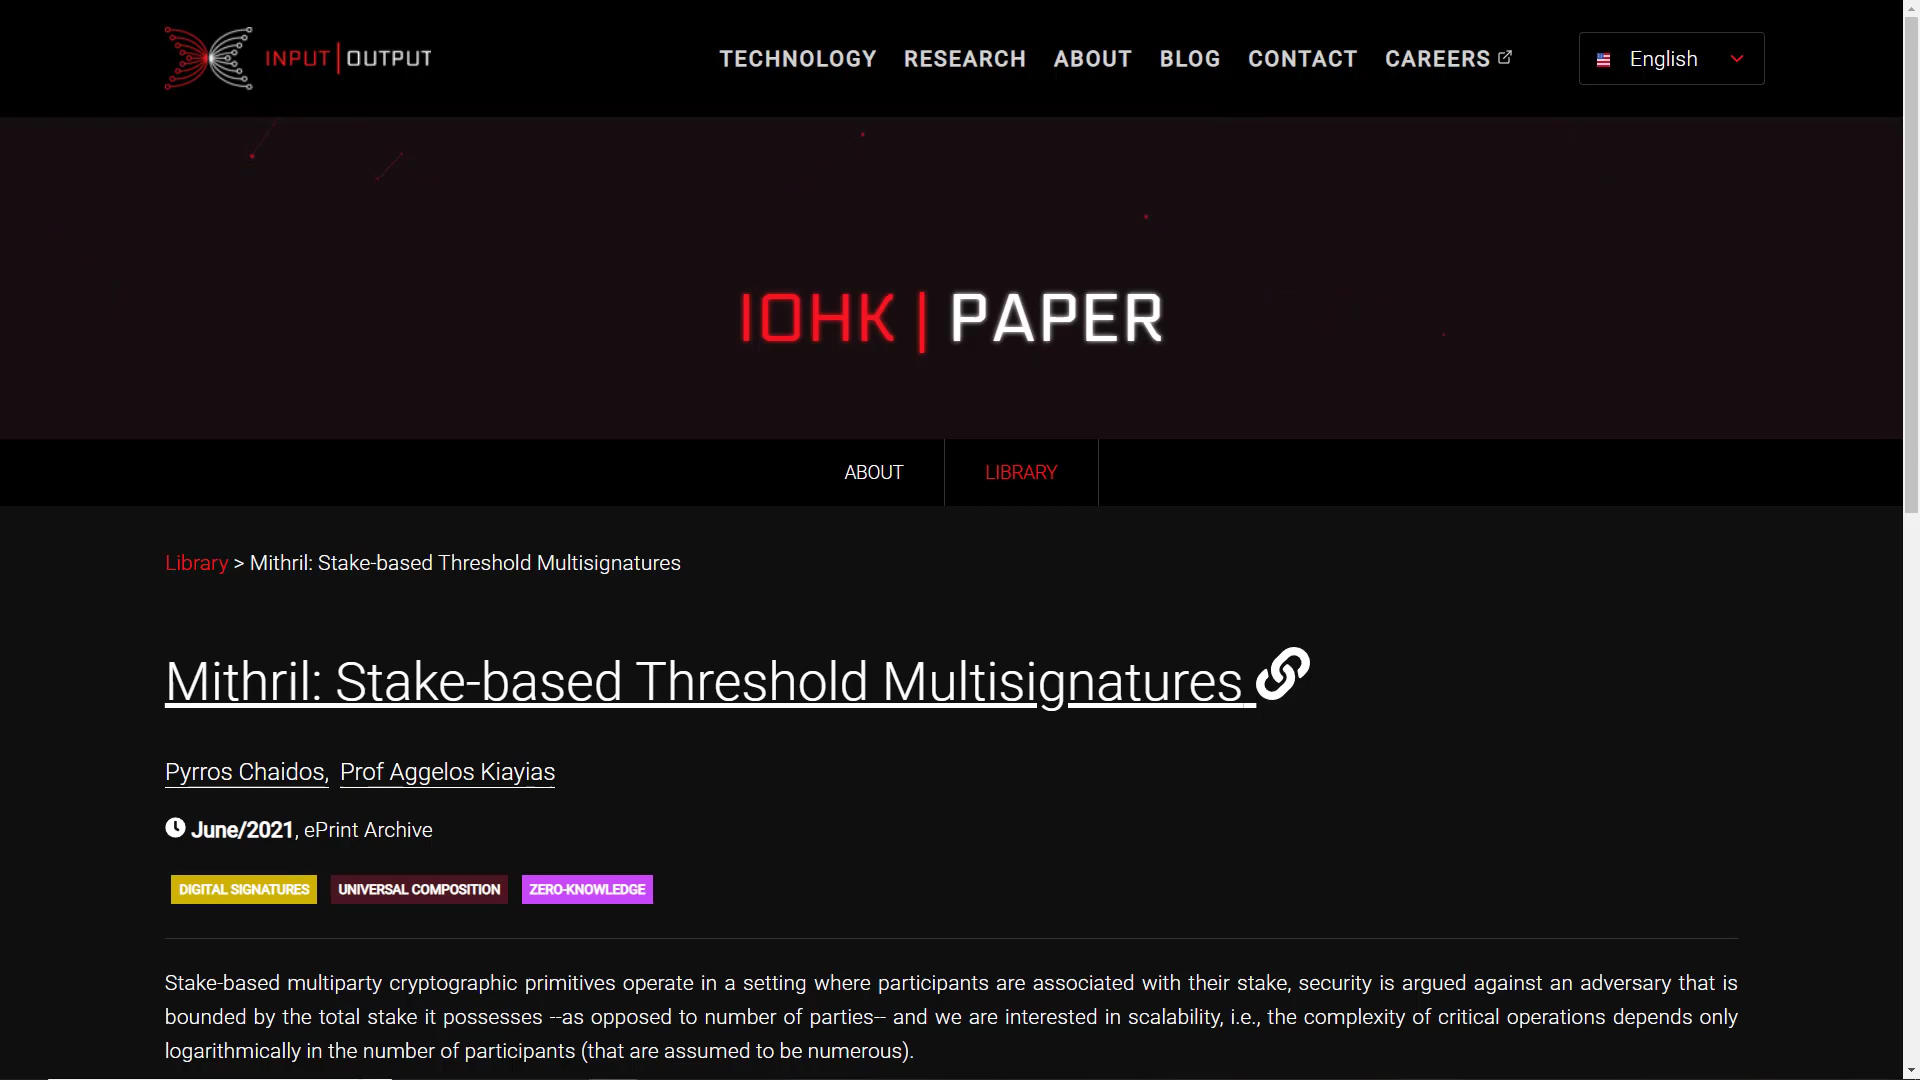 INPUT | OUTPUT
TECHNOLOGY RESEARCH ABOUT BLOG CONTACT CAREERS
English
IOHK | PAPER
ABOUT LIBRARY
Library > Mithril: Stake-based Threshold Multisignatures
Mithril: Stake-based Threshold Multisignatures
Pyrros Chaidos, Prof Aggelos Kiayias
June/2021, ePrint Archive
DIGITAL SIGNATURES UNIVERSAL COMPOSITION ZERO-KNOWLEDGE
Stake-based multiparty cryptographic primitives operate in a setting where participants are associated with their stake, security is argued against an adversary that is
bounded by the total stake it possesses --as opposed to number of parties-- and we are interested in scalability, i.e., the complexity of critical operations depends only
logarithmically in the number of participants (that are assumed to be numerous).